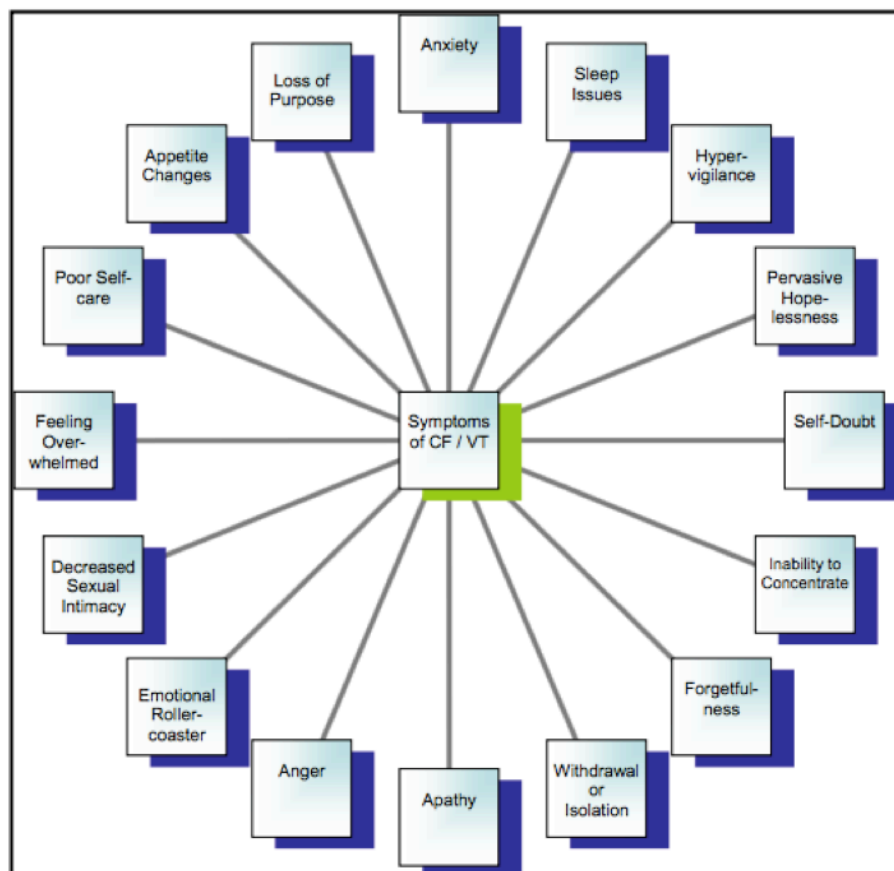 Anxiety
Sleep
Issues
Hyper-
vigilance
Pervasive
Hope-
lessness
Self-Doubt
Inability to
Concentrate
Forgetful-
ness
Withdrawal
or
Isolation
Apathy
Anger
Emotional
Roller-
coaster
Decreased
Sexual
Intimacy
Feeling
Over-
whelmed
Poor Self-
care
Appetite
Changes
Loss of
Purpose
Symptoms
of CF / VT